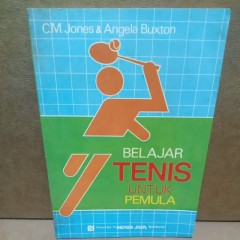 C.M. Jones & Angela Buxton
BELAJAR
TENIS
UNTUK
PEMULA